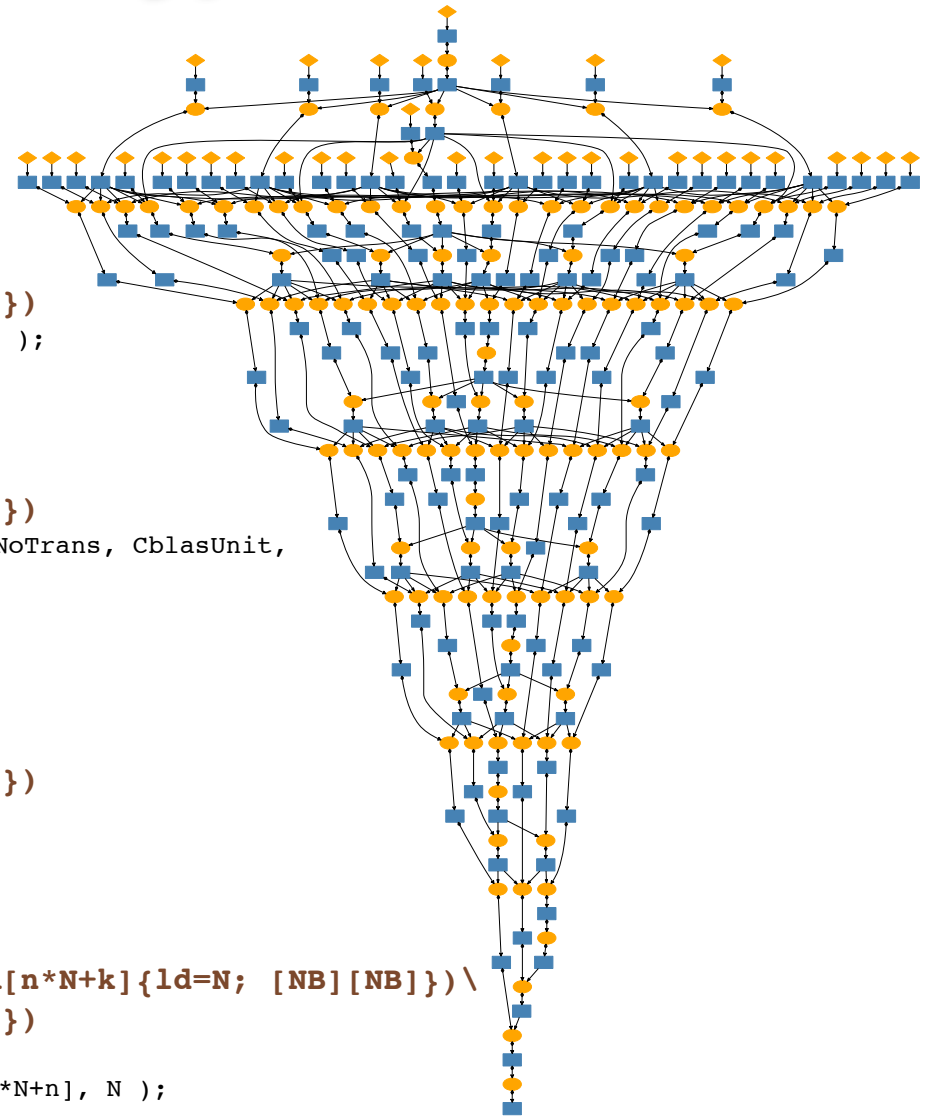 })
);
})
NoTrans, CblasUnit,
})
[n*N+k]{ld=N; [NB][NB]})\
})
*N+n], N );